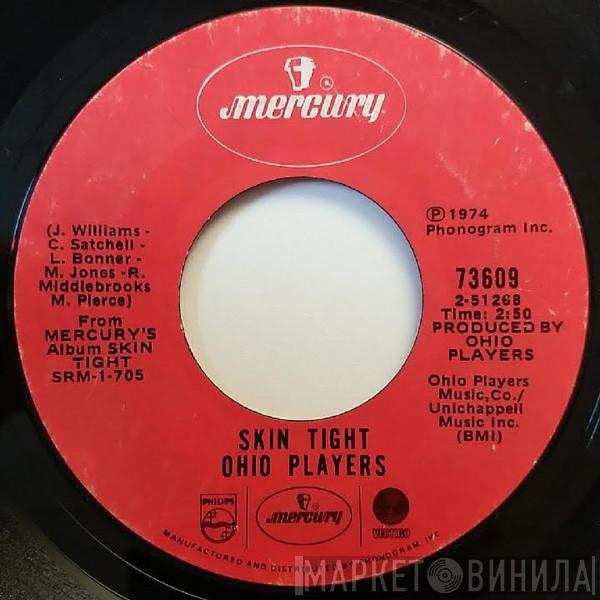 mercury
(J. Williams -
C. Satchell -
L. Bonner -
M. Jones -R.
Middlebrooks
M. Pierce)
From
MERCURY'S
Album SKIN
TIGHT
SRM-1-705
℗ 1974
Phonogram Inc.
73609
2-51268
Time: 2:50
PRODUCED BY
OHIO
PLAYERS
Ohio Players
Music,Co./
Unichappell
Music Inc.
(BMI)
SKIN TIGHT
OHIO PLAYERS
PHILIPS
mercury
VERTIGO
MANUFACTURED AND DISTRIBUTED BY PHONOGRAM, INC.
МАРКЕТ ВИНИЛА